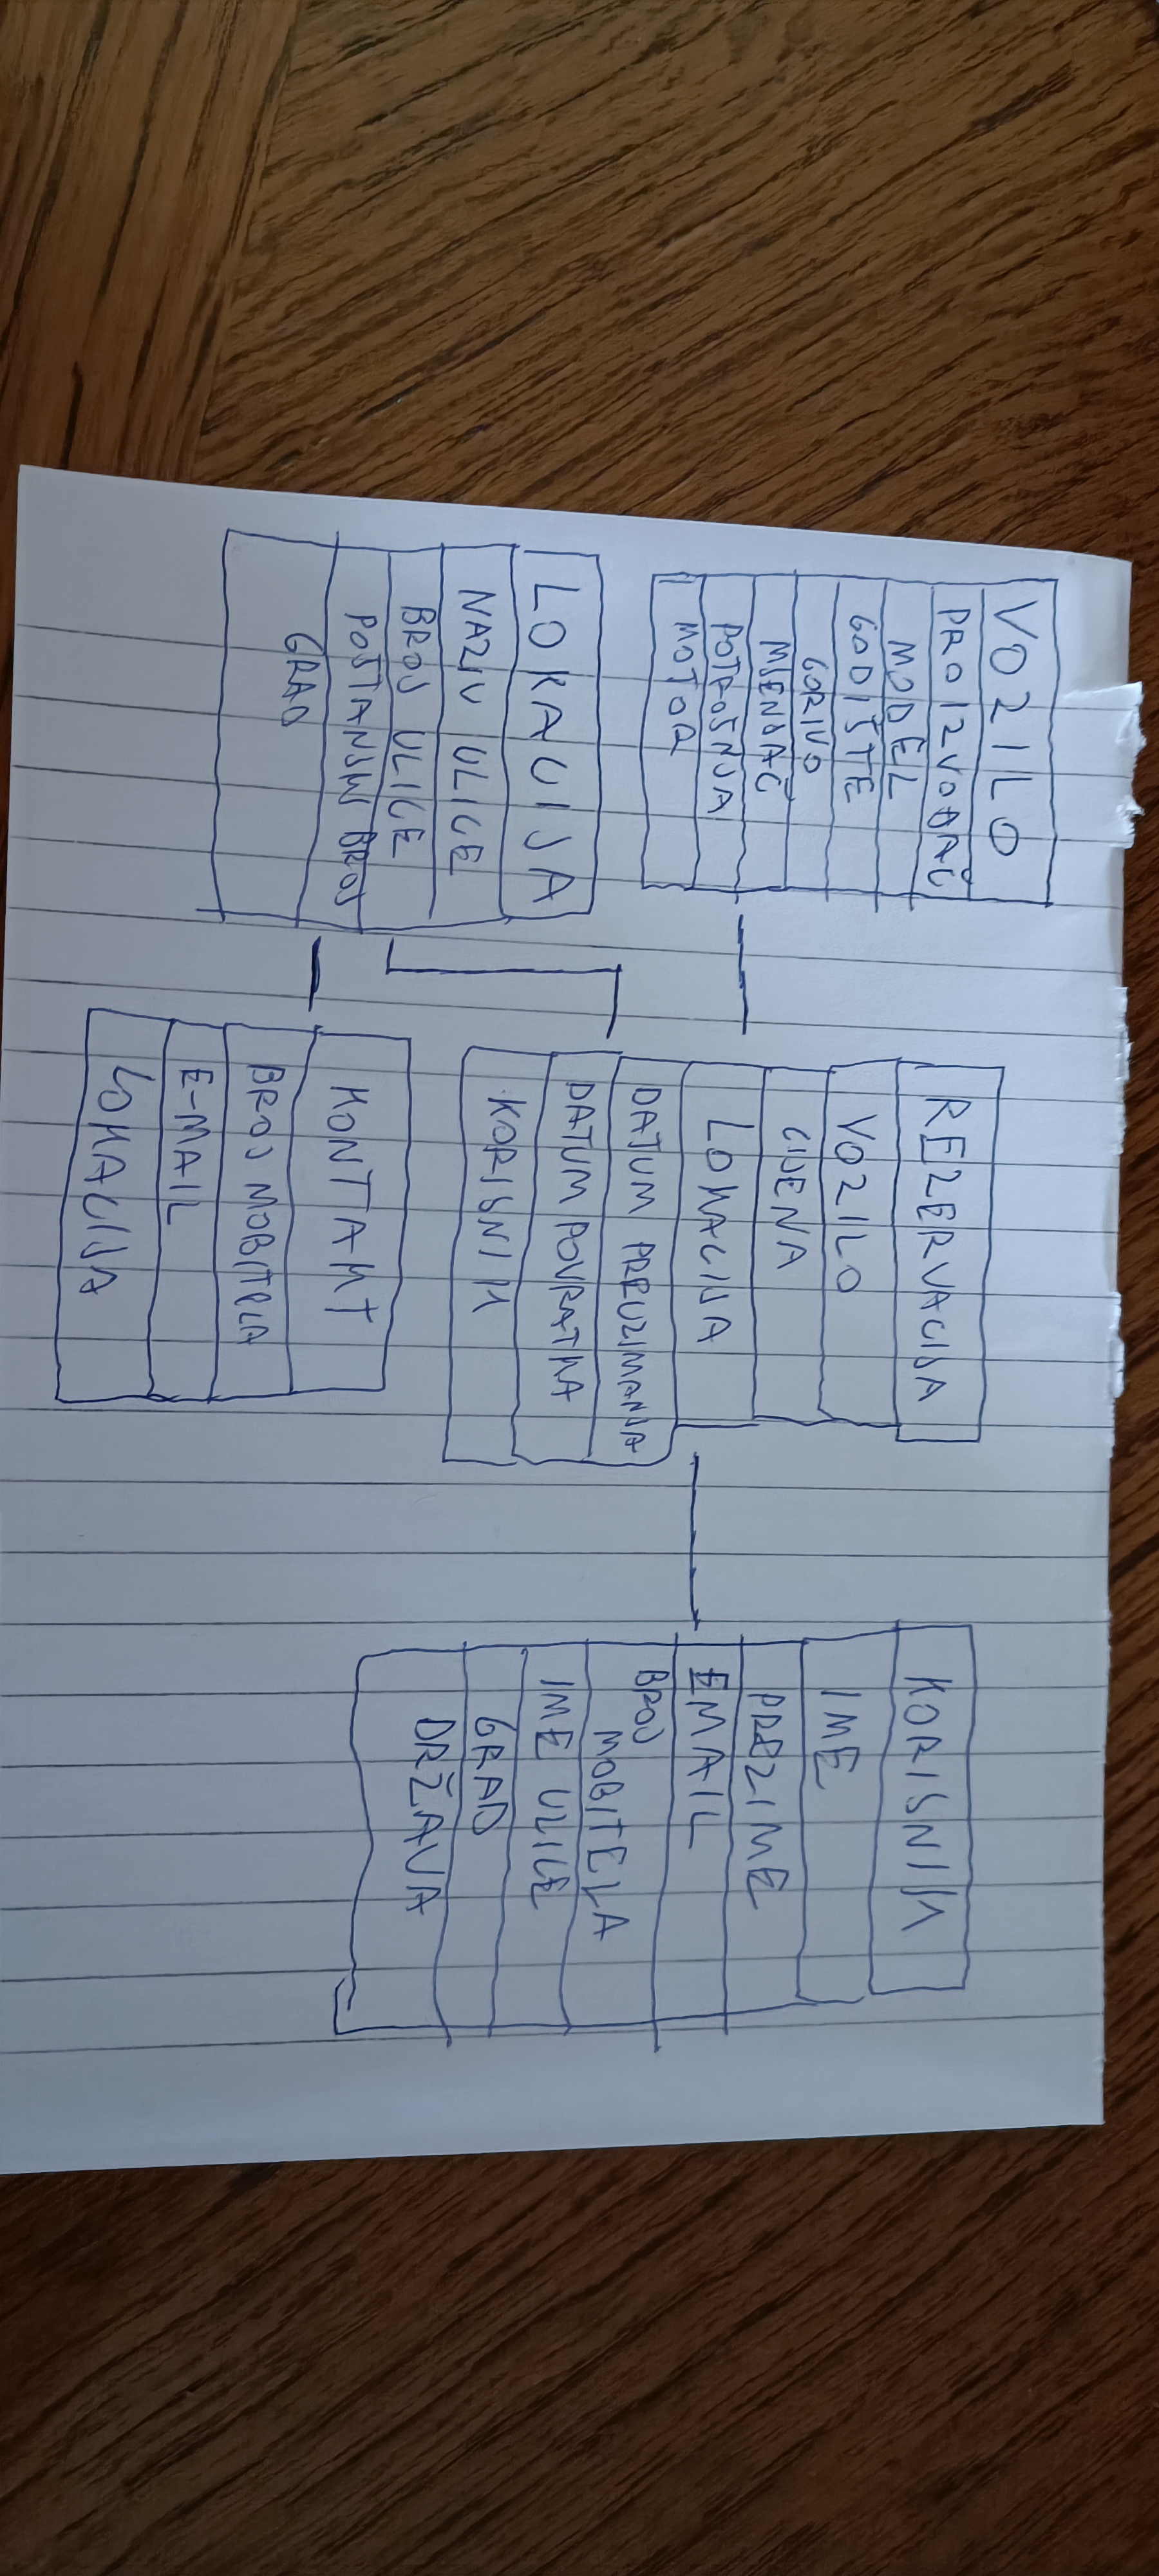 VOZILO
PROIZVOĐAČ
MODEL
GODIŠTE
GORIVO
MJENJAČ
POTROŠNJA
MOTOR
LOKACIJA
NAZIV ULICE
BROJ ULICE
POŠTANSKI BROJ
GRAD
REZERVACIJA
VOZILO
CIJENA
LOKACIJA
DATUM PREUZIMANJA
DATUM POVRATKA
KORISNIK
KONTAKT
BROJ MOBITELA
E-MAIL
LOKACIJA
KORISNIK
IME
PREZIME
EMAIL
BROJ
MOBITELA
IME ULICE
GRAD
DRŽAVA